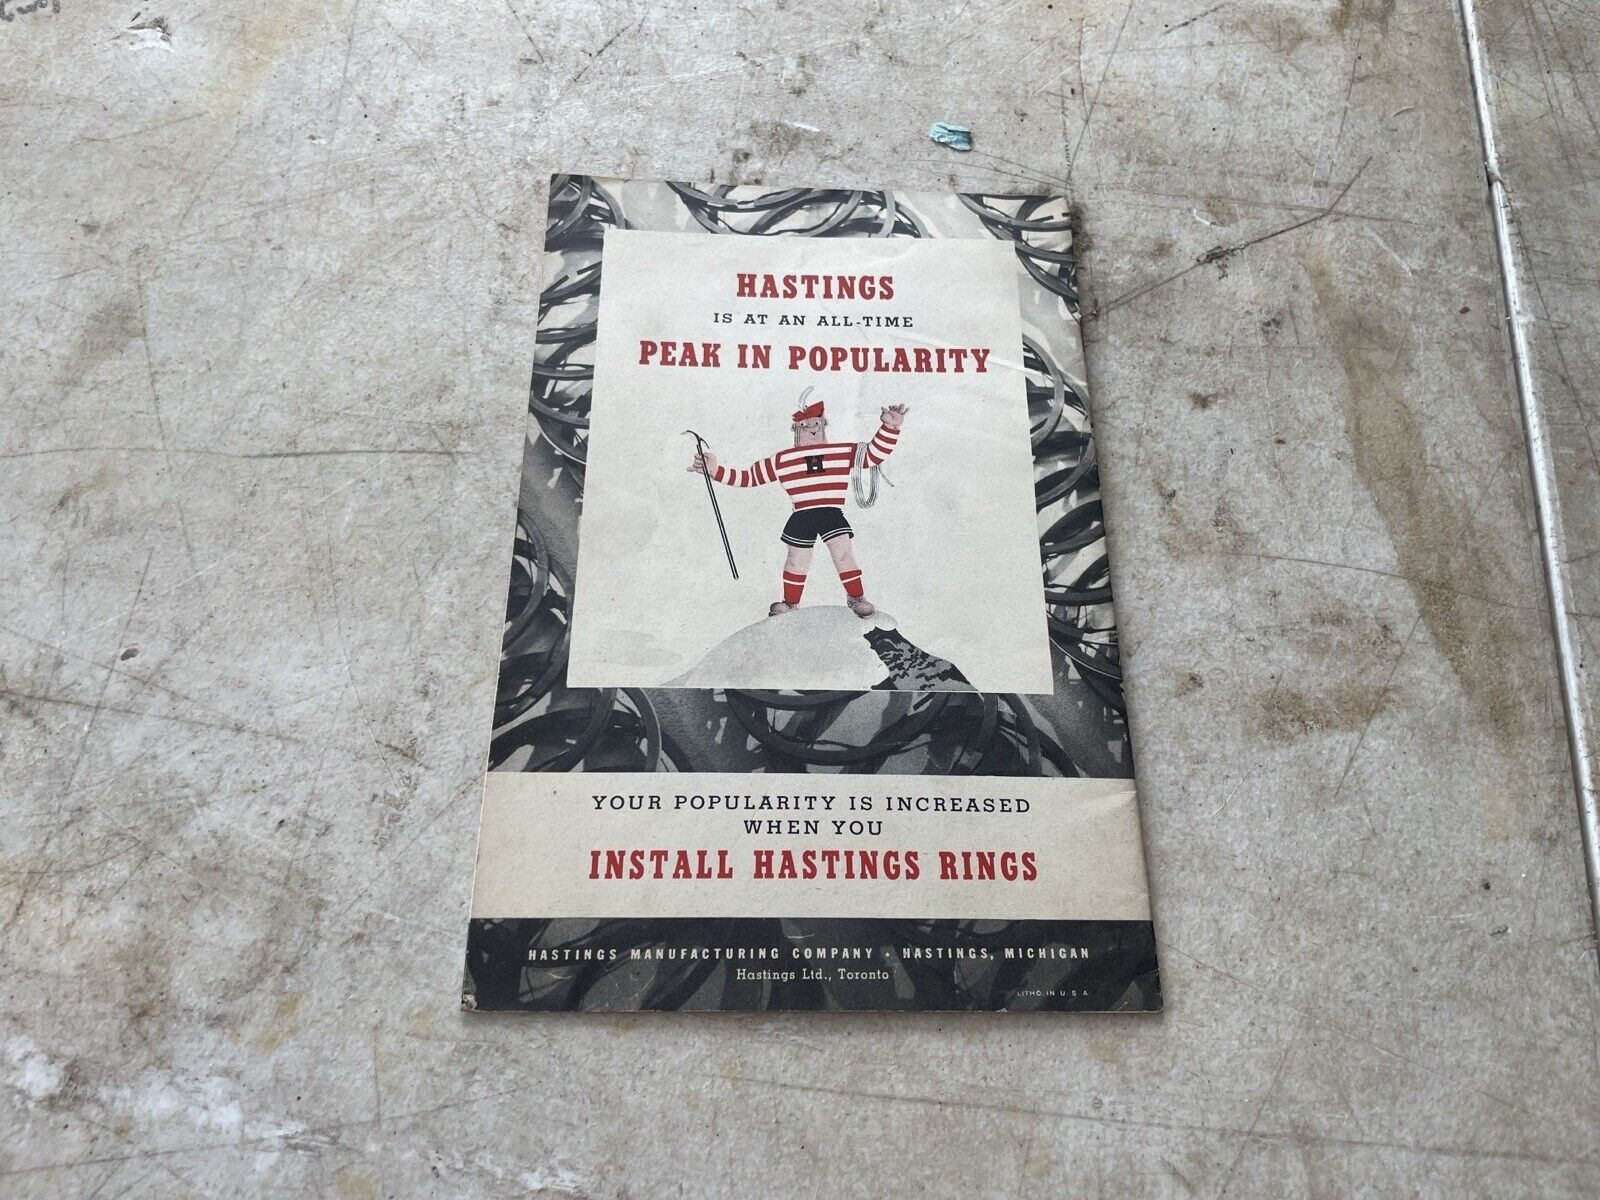 HASTINGS
IS AT AN ALL-TIME
PEAK IN POPULARITY
H
YOUR POPULARITY IS INCREASED
WHEN YOU
INSTALL HASTINGS RINGS
HASTINGS MANUFACTURING COMPANY • HASTINGS, MICHIGAN
Hastings Ltd., Toronto
LITHO. IN U. S. A.